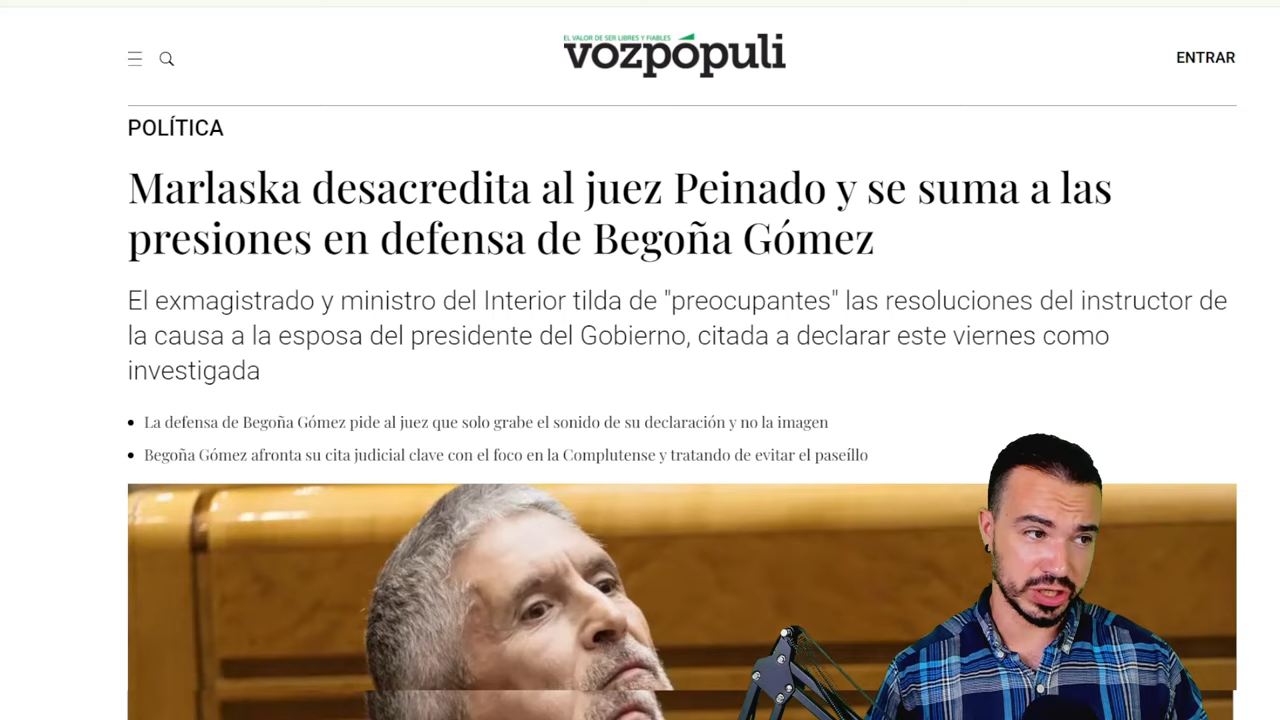 EL VALOR DE SER LIBRES Y FIABLES
vozpópuli
ENTRAR
POLÍTICA
Marlaska desacredita al juez Peinado y se suma a las
presiones en defensa de Begoña Gómez
El exmagistrado y ministro del Interior tilda de "preocupantes" las resoluciones del instructor de
la causa a la esposa del presidente del Gobierno, citada a declarar este viernes como
investigada
La defensa de Begoña Gómez pide al juez que solo grabe el sonido de su declaración y no la imagen
Begoña Gómez afronta su cita judicial clave con el foco en la Complutense y tratando de evitar el paseíllo